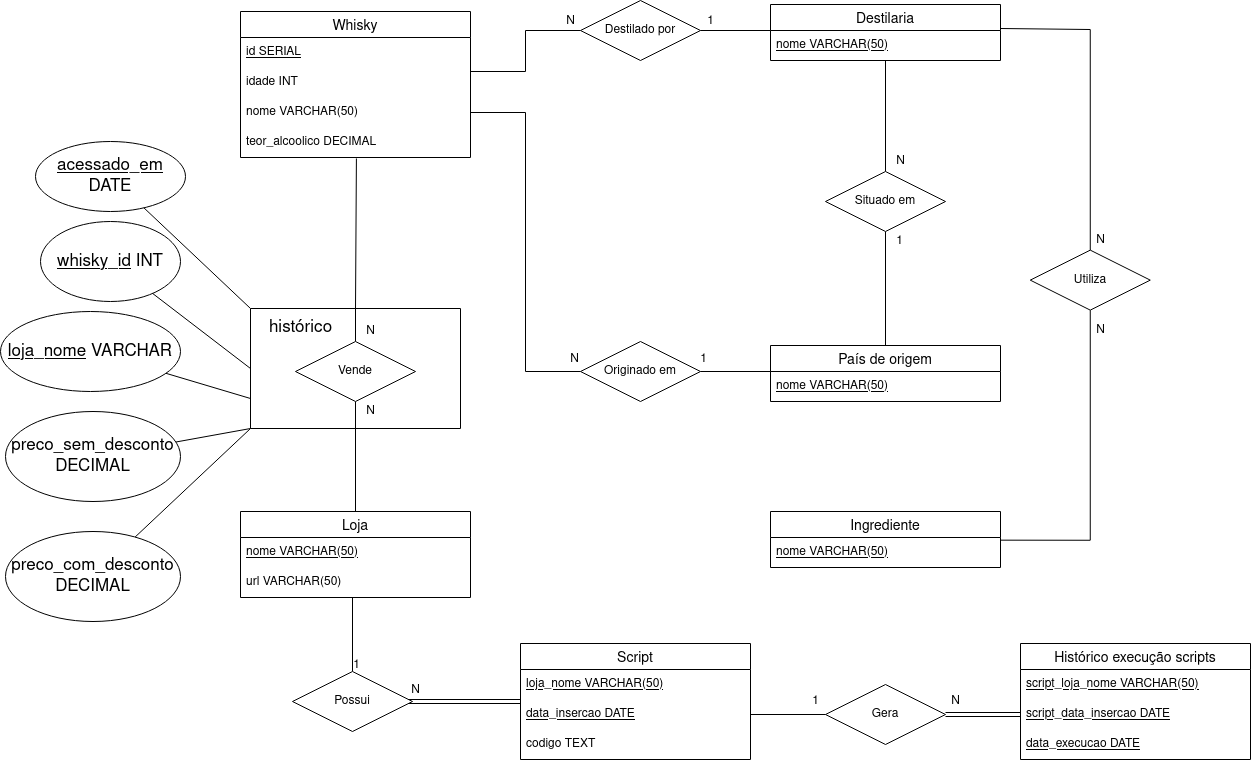 Whisky
id SERIAL
idade INT
nome VARCHAR(50)
teor_alcoolico DECIMAL
N
Destilado por
1
Destilaria
nome VARCHAR(50)
N
Situado em
1
N
Utiliza
N
acessado_em
DATE
whisky_id INT
loja_nome VARCHAR
preco_sem_desconto
DECIMAL
preco_com_desconto
DECIMAL
histórico
N
Vende
N
N
Originado em
1
País de origem
nome VARCHAR(50)
Loja
nome VARCHAR(50)
url VARCHAR(50)
Ingrediente
nome VARCHAR(50)
1
Possui
N
Script
loja_nome VARCHAR(50)
data_insercao DATE
codigo TEXT
1
Gera
N
Histórico execução scripts
script_loja_nome VARCHAR(50)
script_data_insercao DATE
data_execucao DATE